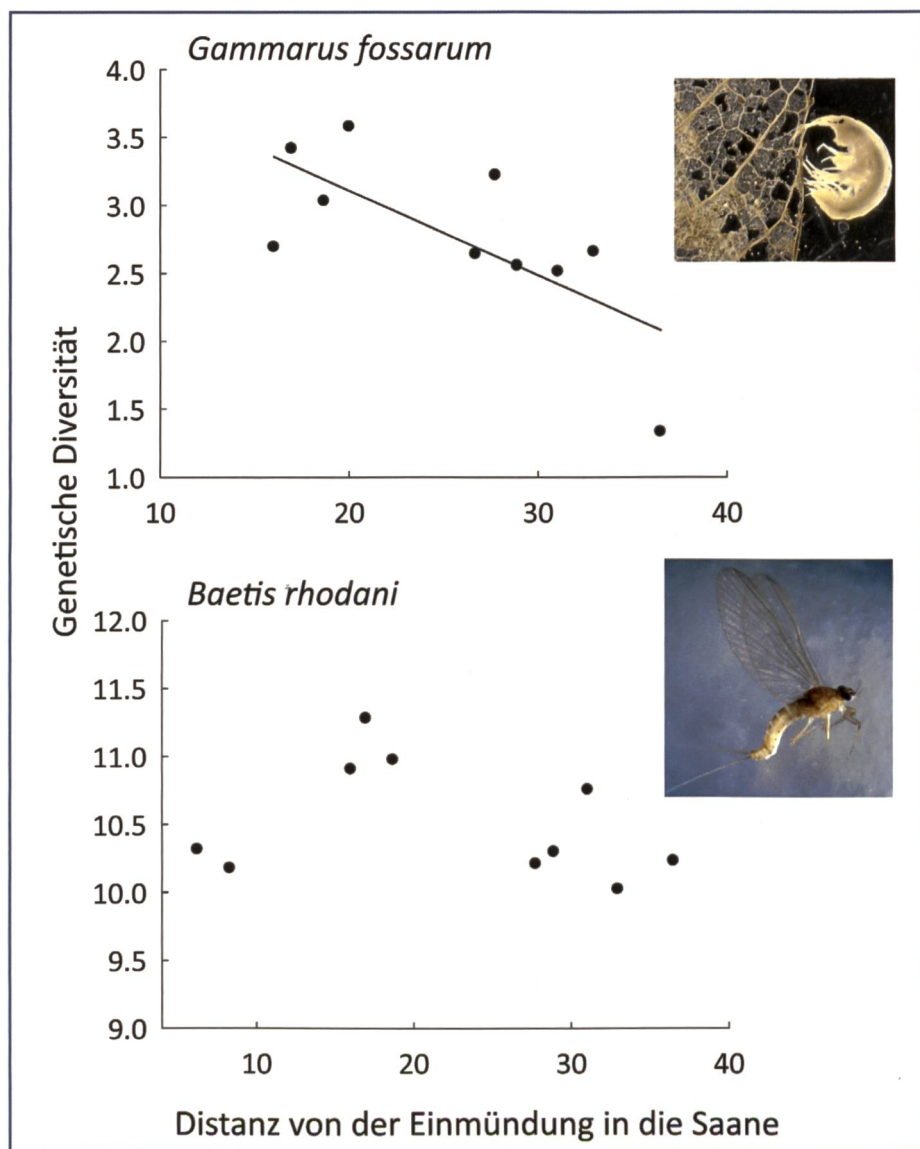 Gammarus fossarum
4.0
3.5
3.0
2.5
2.0
1.5
1.0
10 20 30 40
Genetische Diversität
Baetis rhodani
12.0
11.5
11.0
10.5
10.0
9.5
9.0
10 20 30 40
Distanz von der Einmündung in die Saane